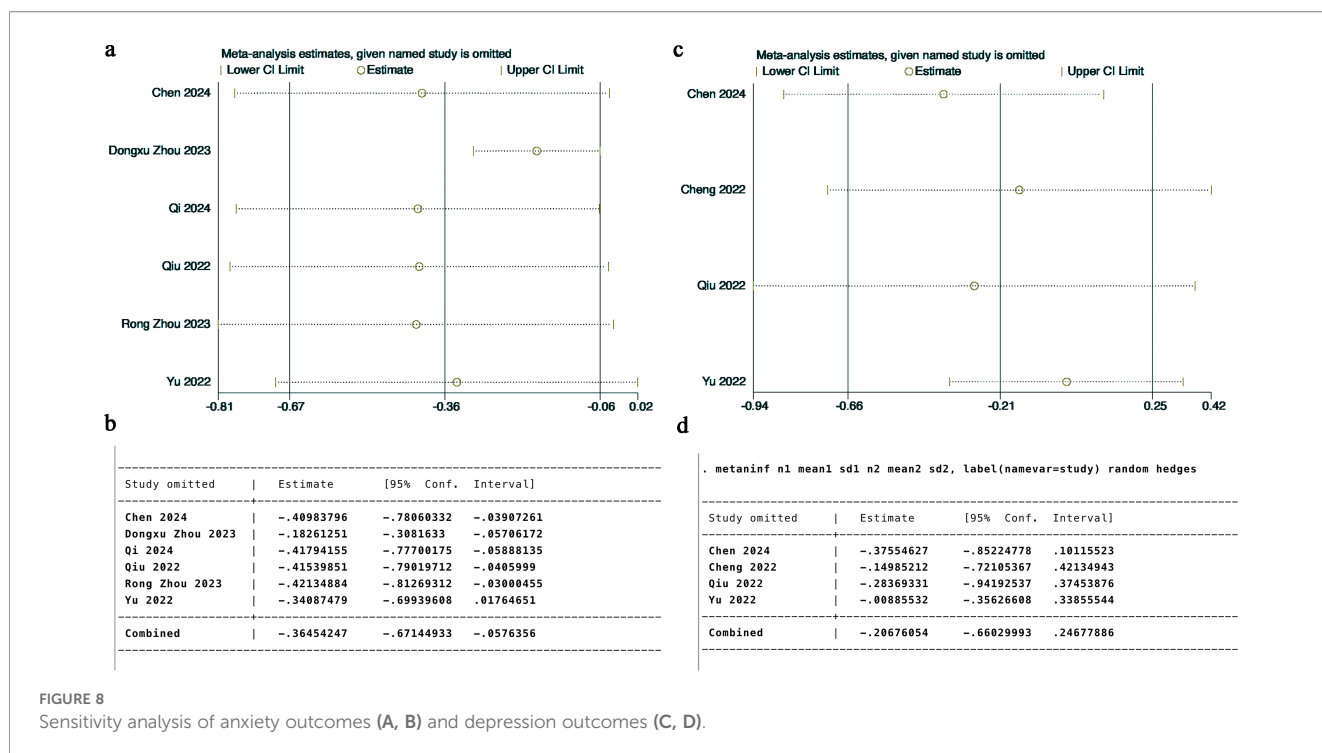 a
Meta-analysis estimates, given named study is omitted
| Lower CI Limit ○ Estimate | Upper CI Limit
Chen 2024
Dongxu Zhou 2023
Qi 2024
Qiu 2022
Rong Zhou 2023
Yu 2022
-0.81 -0.67 -0.36 -0.06 0.02
b
Study omitted | Estimate [95% Conf. Interval]
Chen 2024 | -.40983796 -.78060332 -.03907261
Dongxu Zhou 2023 | -.18261251 -.3081633 -.05706172
Qi 2024 | -.41794155 -.77700175 -.05888135
Qiu 2022 | -.41539851 -.79019712 -.0405999
Rong Zhou 2023 | -.42134884 -.81269312 -.03000455
Yu 2022 | -.34087479 -.69939608 .01764651
Combined | -.36454247 -.67144933 -.0576356
c
Meta-analysis estimates, given named study is omitted
| Lower CI Limit ○ Estimate | Upper CI Limit
Chen 2024
Cheng 2022
Qiu 2022
Yu 2022
-0.94 -0.66 -0.21 0.25 0.42
d
. metaninf n1 mean1 sd1 n2 mean2 sd2, label(namevar=study) random hedges
Study omitted | Estimate [95% Conf. Interval]
Chen 2024 | -.37554627 -.85224778 .10115523
Cheng 2022 | -.14985212 -.72105367 .42134943
Qiu 2022 | -.28369331 -.94192537 .37453876
Yu 2022 | -.00885532 -.35626608 .33855544
Combined | -.20676054 -.66029993 .24677886
FIGURE 8
Sensitivity analysis of anxiety outcomes (A, B) and depression outcomes (C, D).